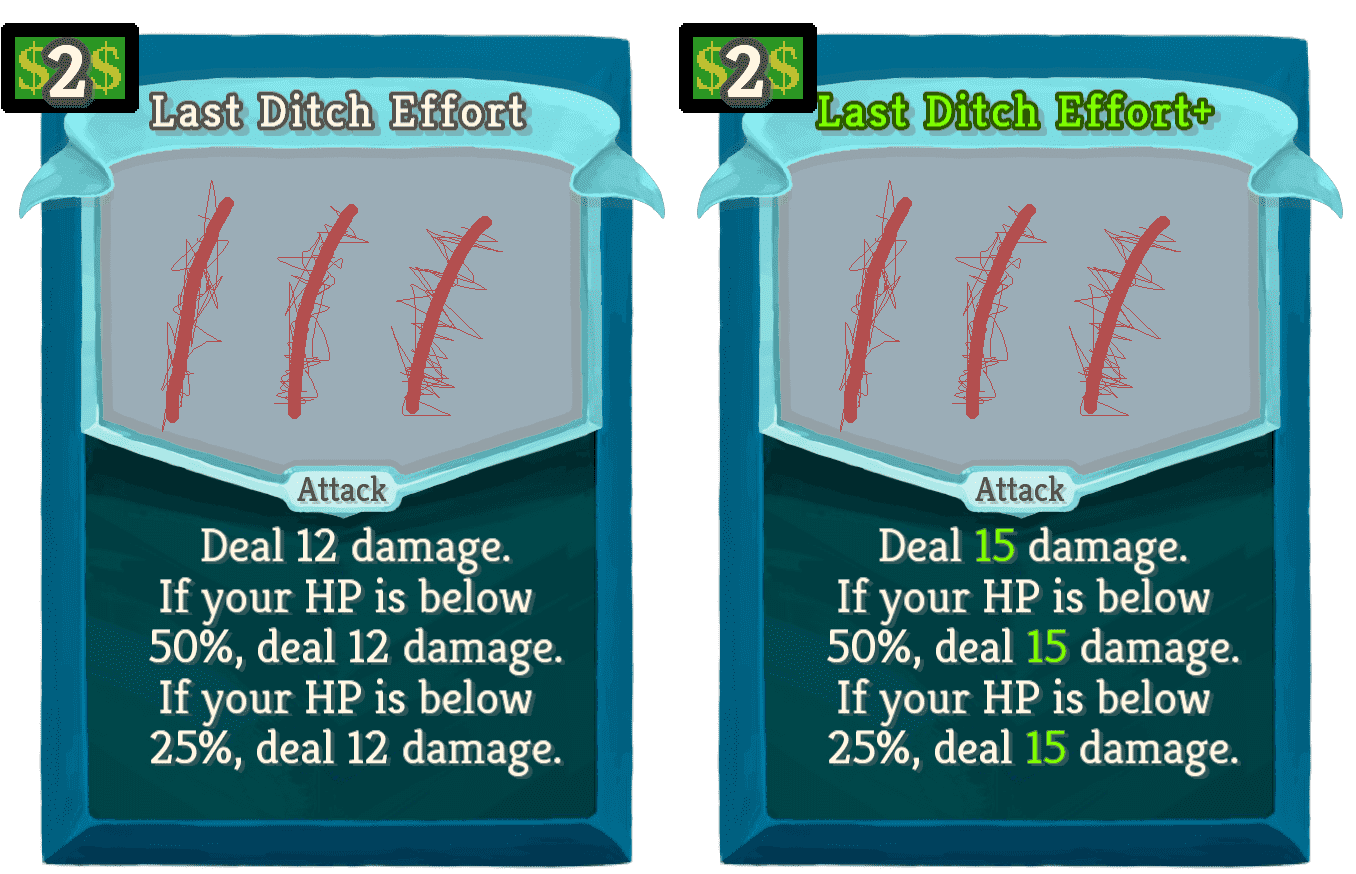 $2$
Last Ditch Effort
Attack
Deal 12 damage.
If your HP is below
50%, deal 12 damage.
If your HP is below
25%, deal 12 damage.
$2$
Last Ditch Effort+
Attack
Deal 15 damage.
If your HP is below
50%, deal 15 damage.
If your HP is below
25%, deal 15 damage.